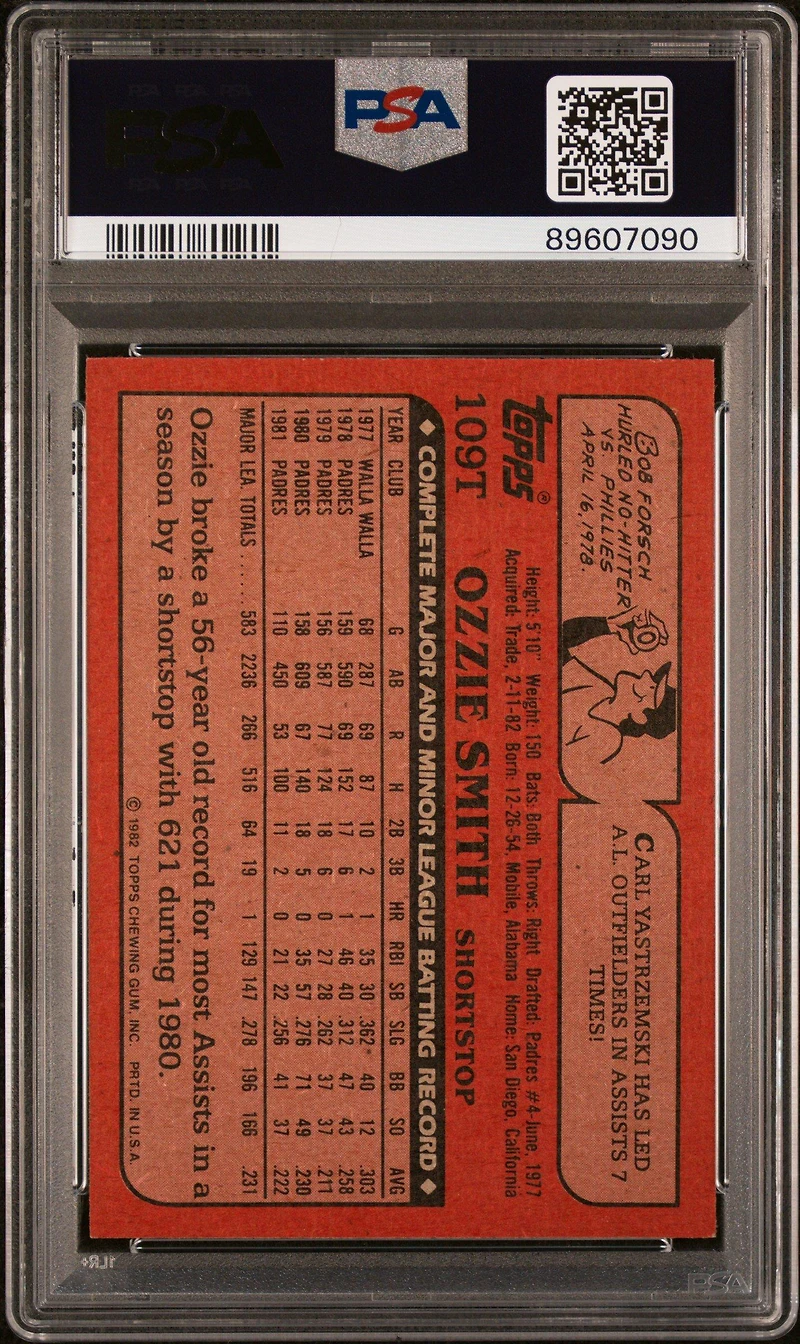 PSA
PSA
89607090
BOB FORSCH
HURLED NO-HITTER
VS. PHILLIES
APRIL 16, 1978.
CARL YASTRZEMSKI HAS LED
A.L. OUTFIELDERS IN ASSISTS 7
TIMES!
topps®
Height: 5'10" Weight: 150 Bats: Both Throws: Right Drafted: Padres #4-June, 1977
Acquired: Trade, 2-11-82 Born: 12-26-54, Mobile, Alabama Home: San Diego, California
109T OZZIE SMITH SHORTSTOP
◆ COMPLETE MAJOR AND MINOR LEAGUE BATTING RECORD ◆
YEAR CLUB G AB R H 2B 3B HR RBI SB SLG BB SO AVG
1977 WALLA WALLA 68 287 69 87 10 2 1 35 30 .362* 40 12 .303
1978 PADRES 159 590 69 152 17 6 1 46 40 .312 47 43 .258
1979 PADRES 156 587 77 124 18 6 0 27 28 .262 37 37 .211
1980 PADRES 158 609 67 140 18 5 0 35 57 .276 71 49 .230
1981 PADRES 110 450 53 100 11 2 0 21 22 .256 41 37 .222
MAJOR LEA. TOTALS ...... 583 2236 266 516 64 19 1 129 147 .278 196 166 .231
Ozzie broke a 56-year old record for most Assists in a
season by a shortstop with 621 during 1980.
© 1982 TOPPS CHEWING GUM, INC. PRTD. IN U.S.A.
1LR+
PSA